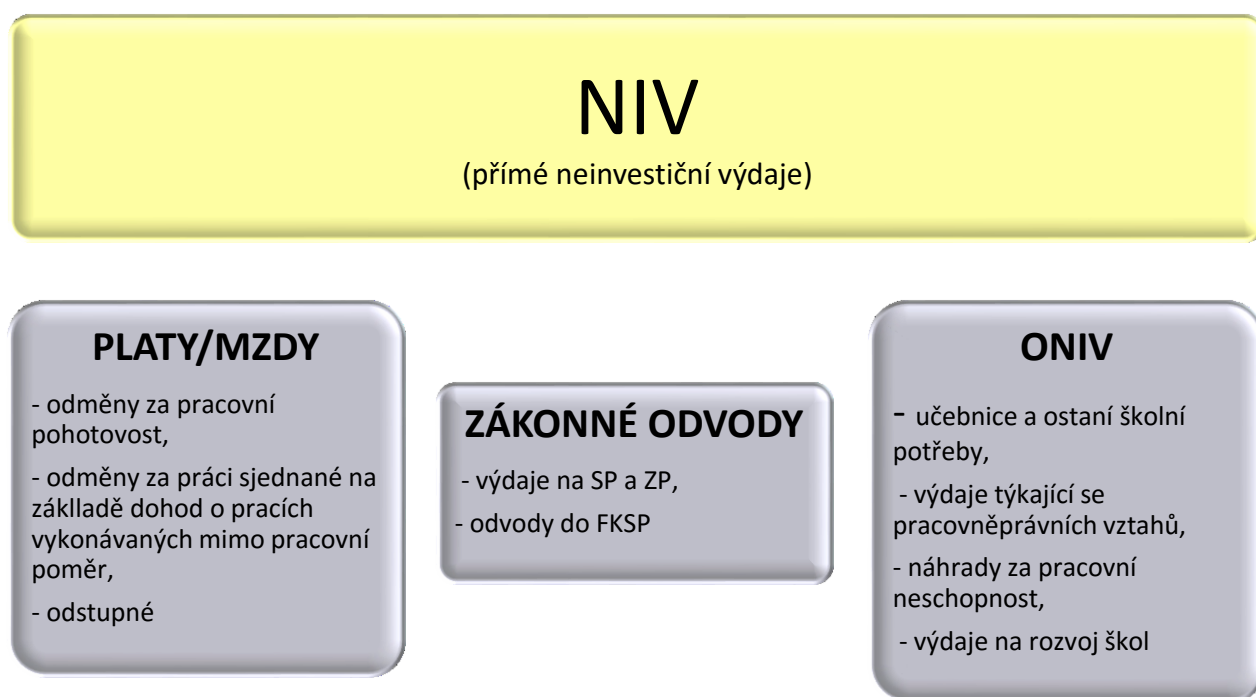 NIV
(přímé neinvestiční výdaje)
PLATY/MZDY
- odměny za pracovní
pohotovost,
- odměny za práci sjednané na
záklladě dohod o pracích
vykonávaných mimo pracovní
poměr,
- odstupné
ZÁKONNÉ ODVODY
- výdaje na SP a ZP,
- odvody do FKSP
ONIV
- učebnice a ostaní školní
potřeby,
- výdaje týkající se
pracovněprávních vztahů,
- náhrady za pracovní
neschopnost,
- výdaje na rozvoj škol